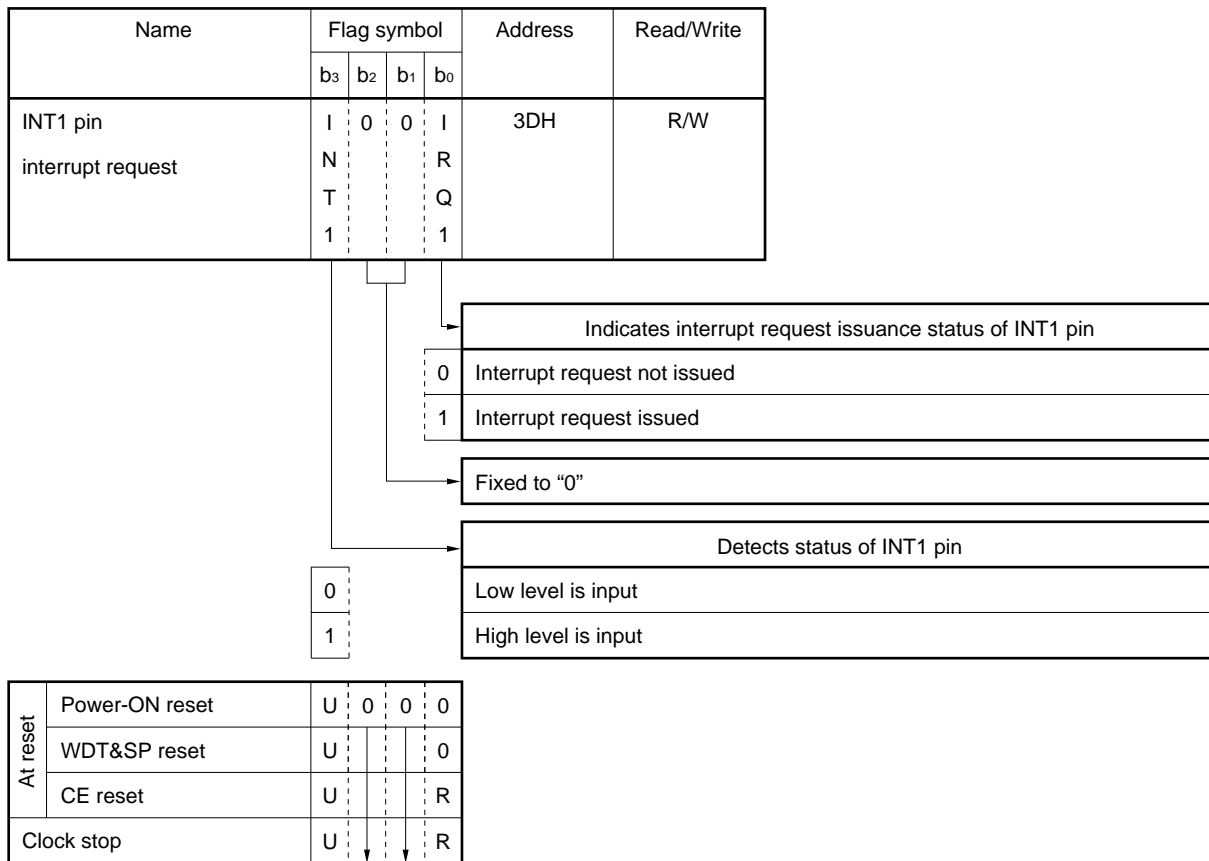 Name Flag symbol Address Read/Write
b3 b2 b1 b0
INT1 pin I 0 0 I 3DH R/W
interrupt request N R
T Q
1 1
Indicates interrupt request issuance status of INT1 pin
0 Interrupt request not issued
1 Interrupt request issued
Fixed to “0”
Detects status of INT1 pin
0 Low level is input
1 High level is input
At reset
Power-ON reset U 0 0 0
WDT&SP reset U 0
CE reset U R
Clock stop U R